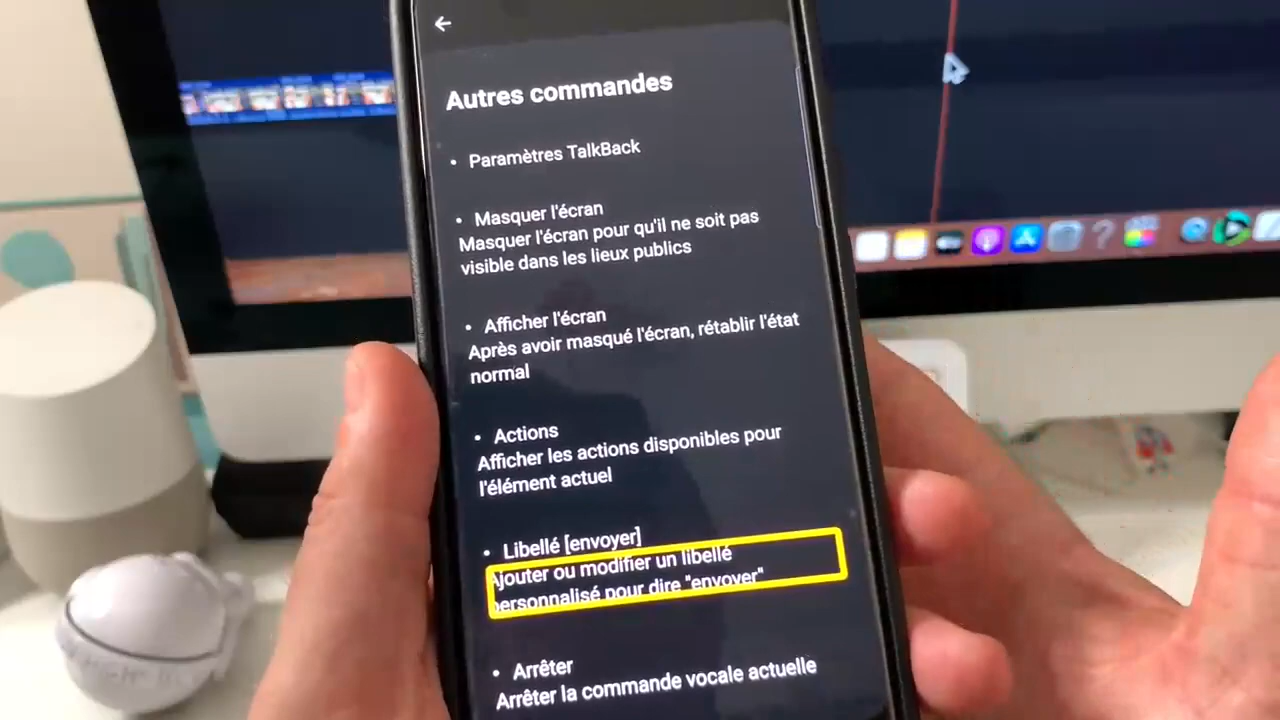 Autres commandes
• Paramètres TalkBack
• Masquer l'écran
Masquer l'écran pour qu'il ne soit pas
visible dans les lieux publics
• Afficher l'écran
Après avoir masqué l'écran, rétablir l'état
normal
• Actions
Afficher les actions disponibles pour
l'élément actuel
• Libellé [envoyer]
Ajouter ou modifier un libellé
personnalisé pour dire "envoyer"
• Arrêter
Arrêter la commande vocale actuelle